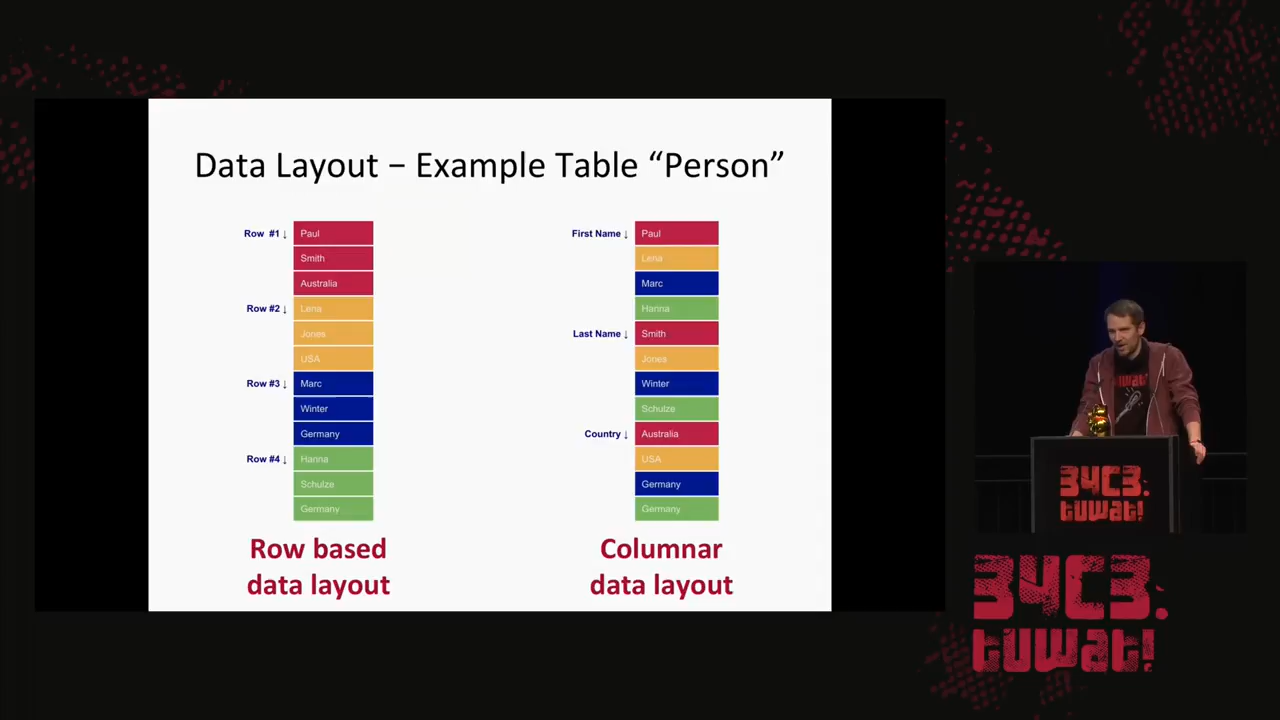 Data Layout – Example Table “Person”
Row #1 ↓
Paul
Smith
Australia
Row #2 ↓
Lena
Jones
USA
Row #3 ↓
Marc
Winter
Germany
Row #4 ↓
Hanna
Schulze
Germany
Row based
data layout
First Name ↓
Paul
Lena
Marc
Hanna
Last Name ↓
Smith
Jones
Winter
Schulze
Country ↓
Australia
USA
Germany
Germany
Columnar
data layout
tuwat!
34C3.
tuwat!
34C3.
tuwat!